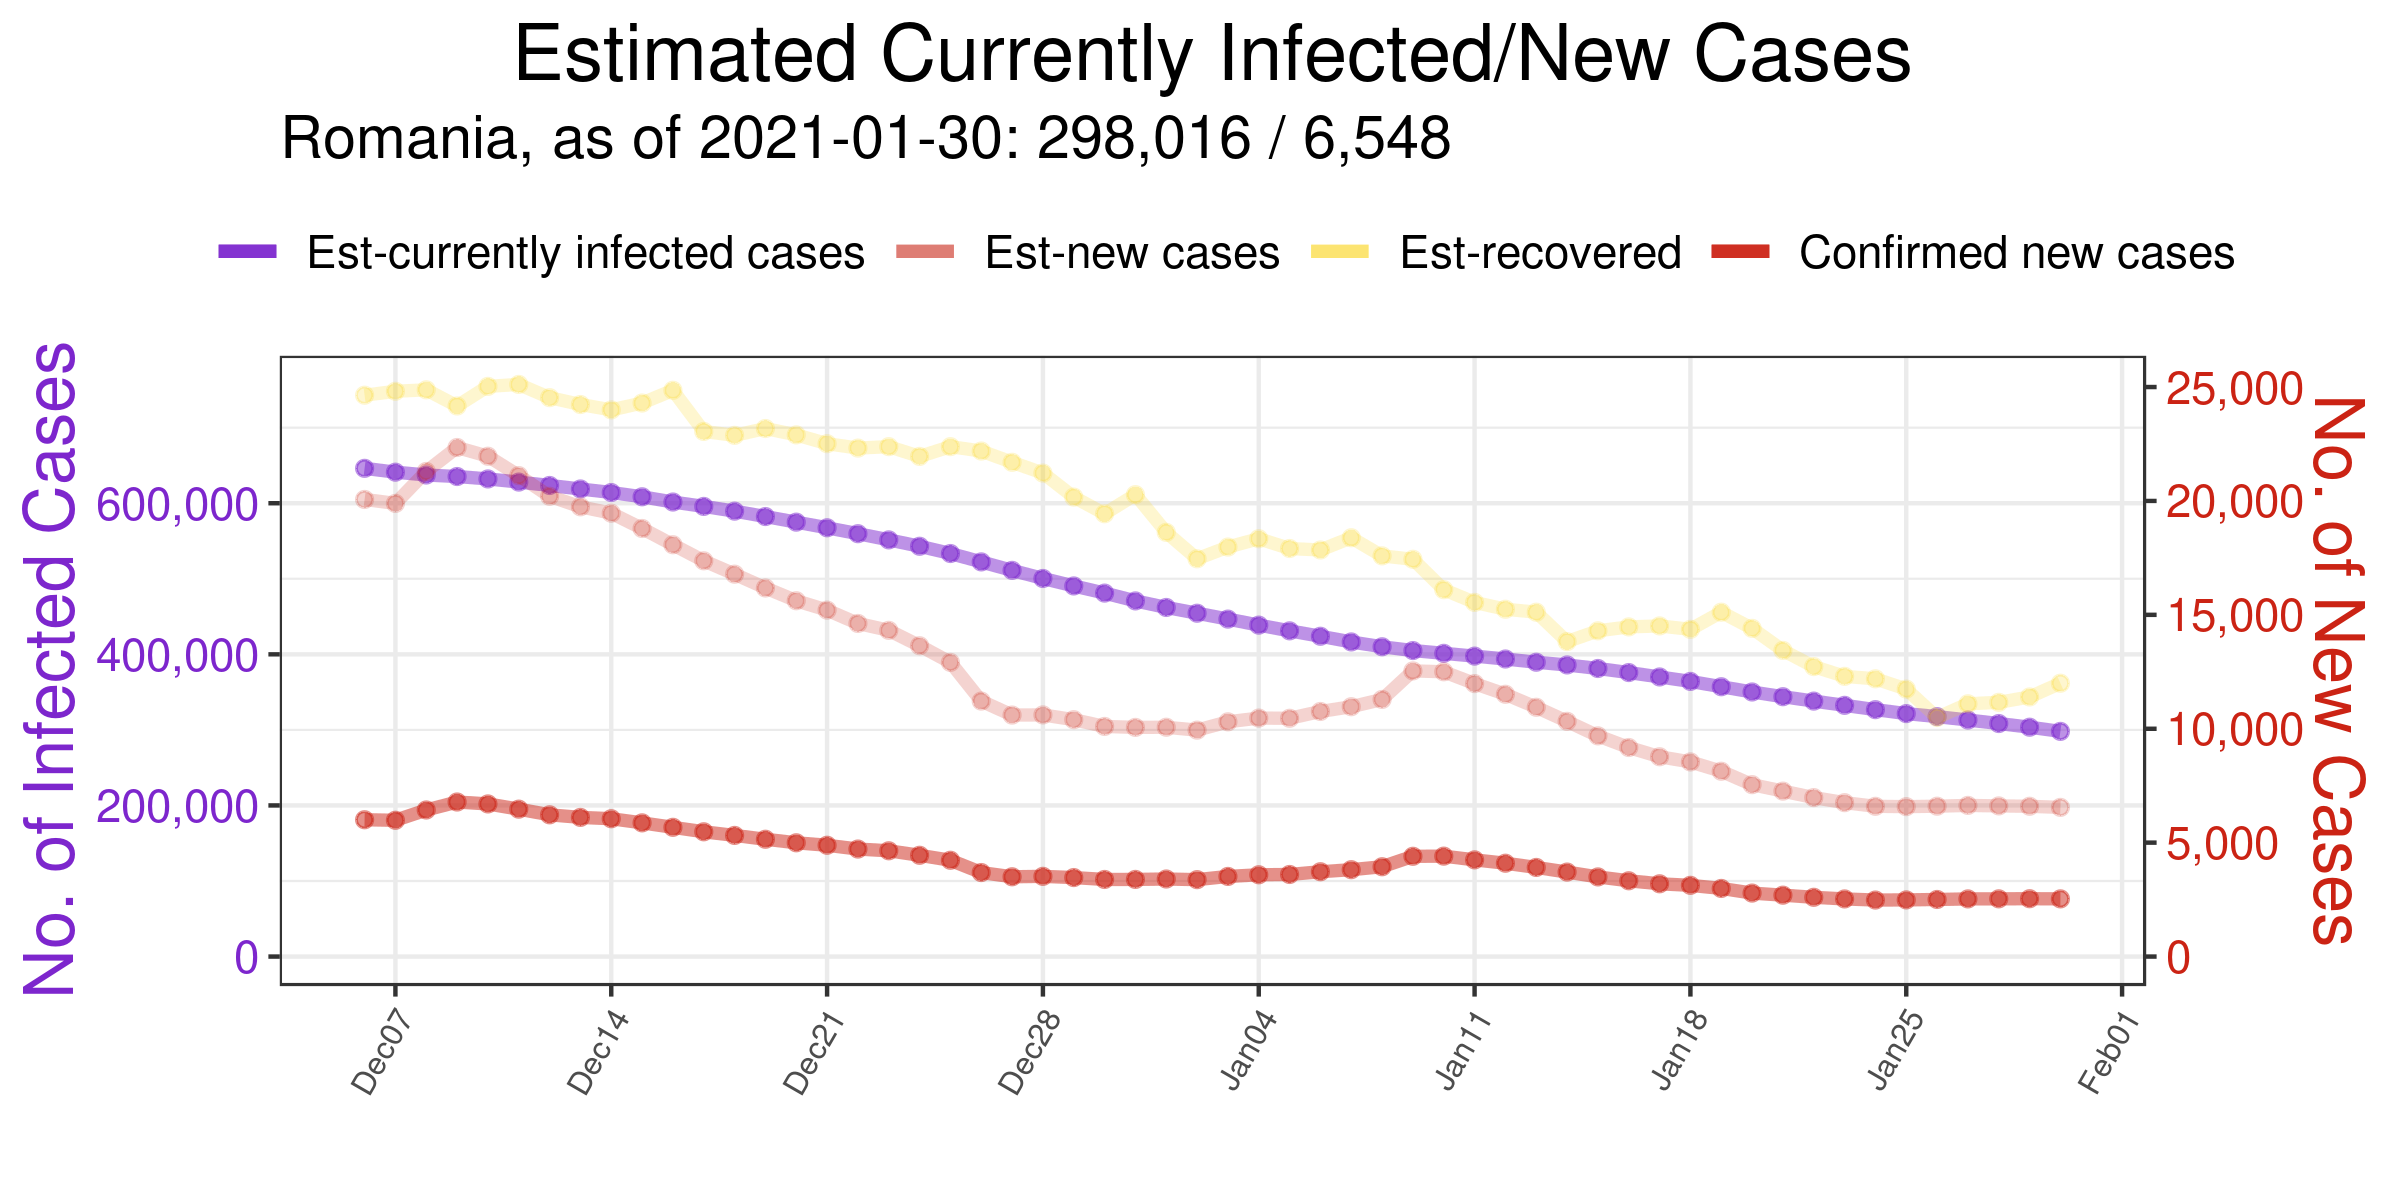 Estimated Currently Infected/New Cases
Romania, as of 2021-01-30: 298,016 / 6,548
Est-currently infected cases
Est-new cases
Est-recovered
Confirmed new cases
No. of Infected Cases
600,000
400,000
200,000
0
25,000
20,000
15,000
10,000
5,000
0
No. of New Cases
Dec07
Dec14
Dec21
Dec28
Jan04
Jan11
Jan18
Jan25
Feb01